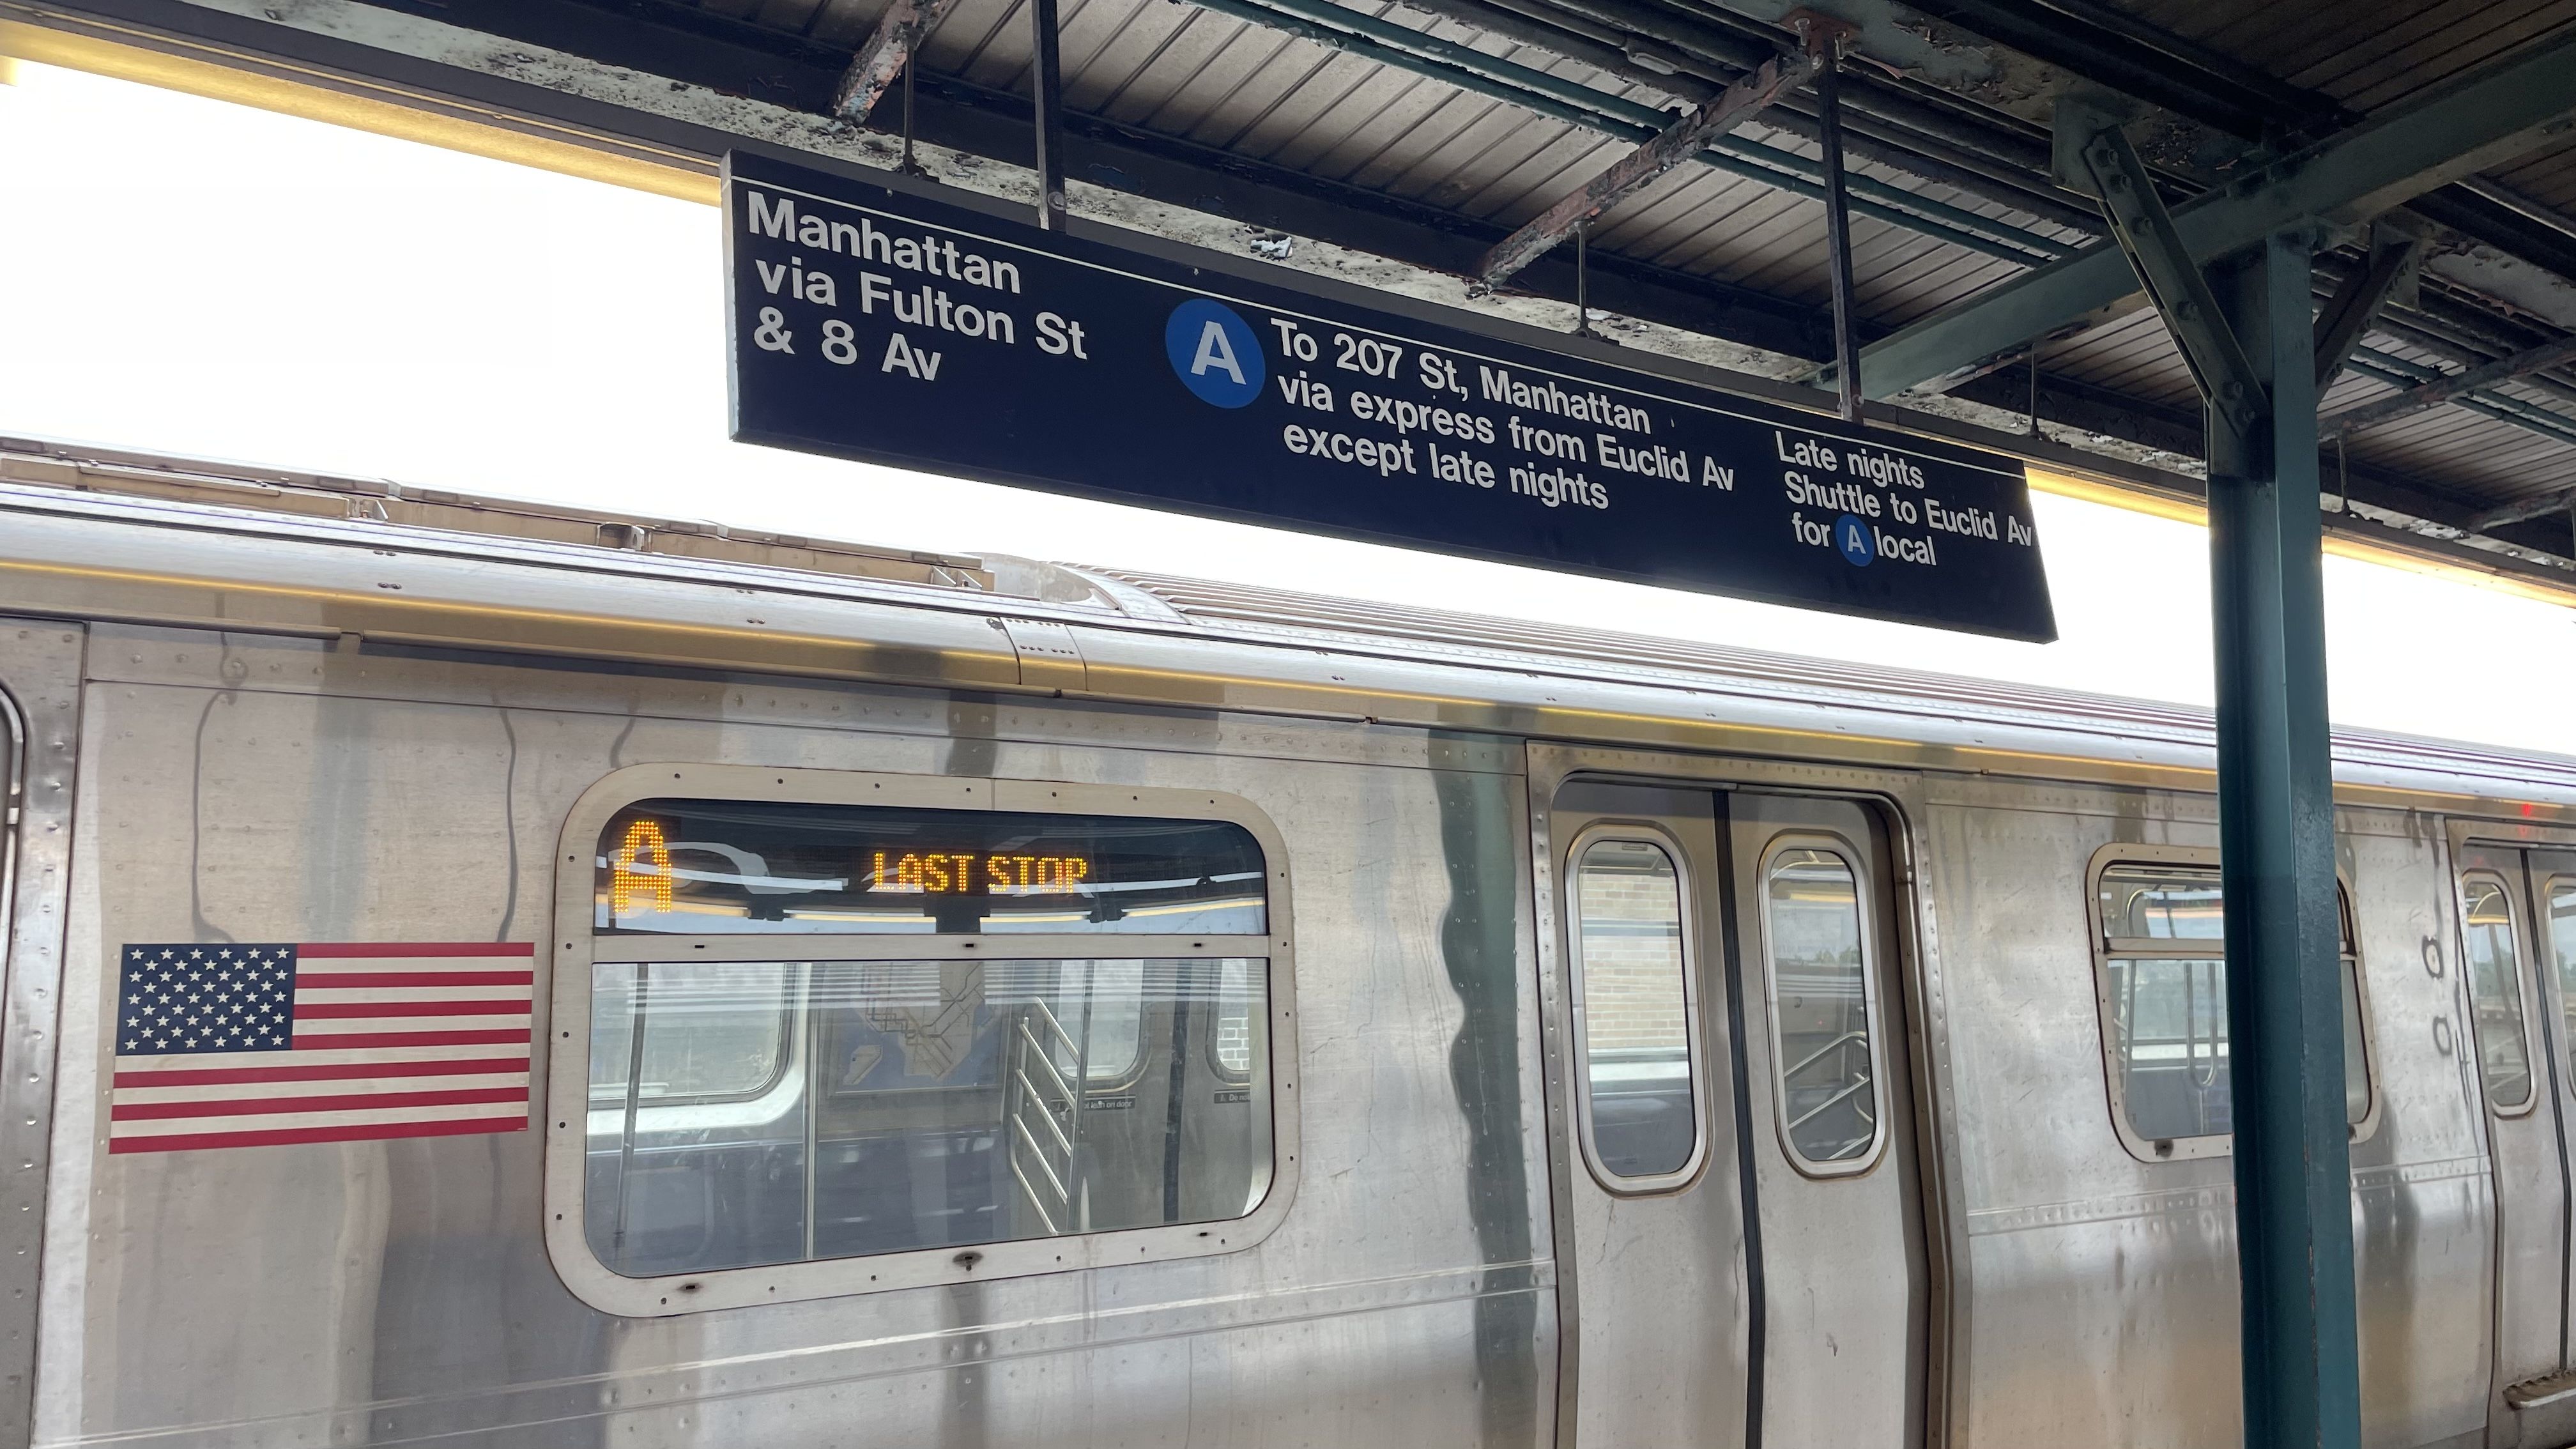 Manhattan
via Fulton St
& 8 Av
A
To 207 St, Manhattan
via express from Euclid Av
except late nights
Late nights
Shuttle to Euclid Av
for A local
A LAST STOP